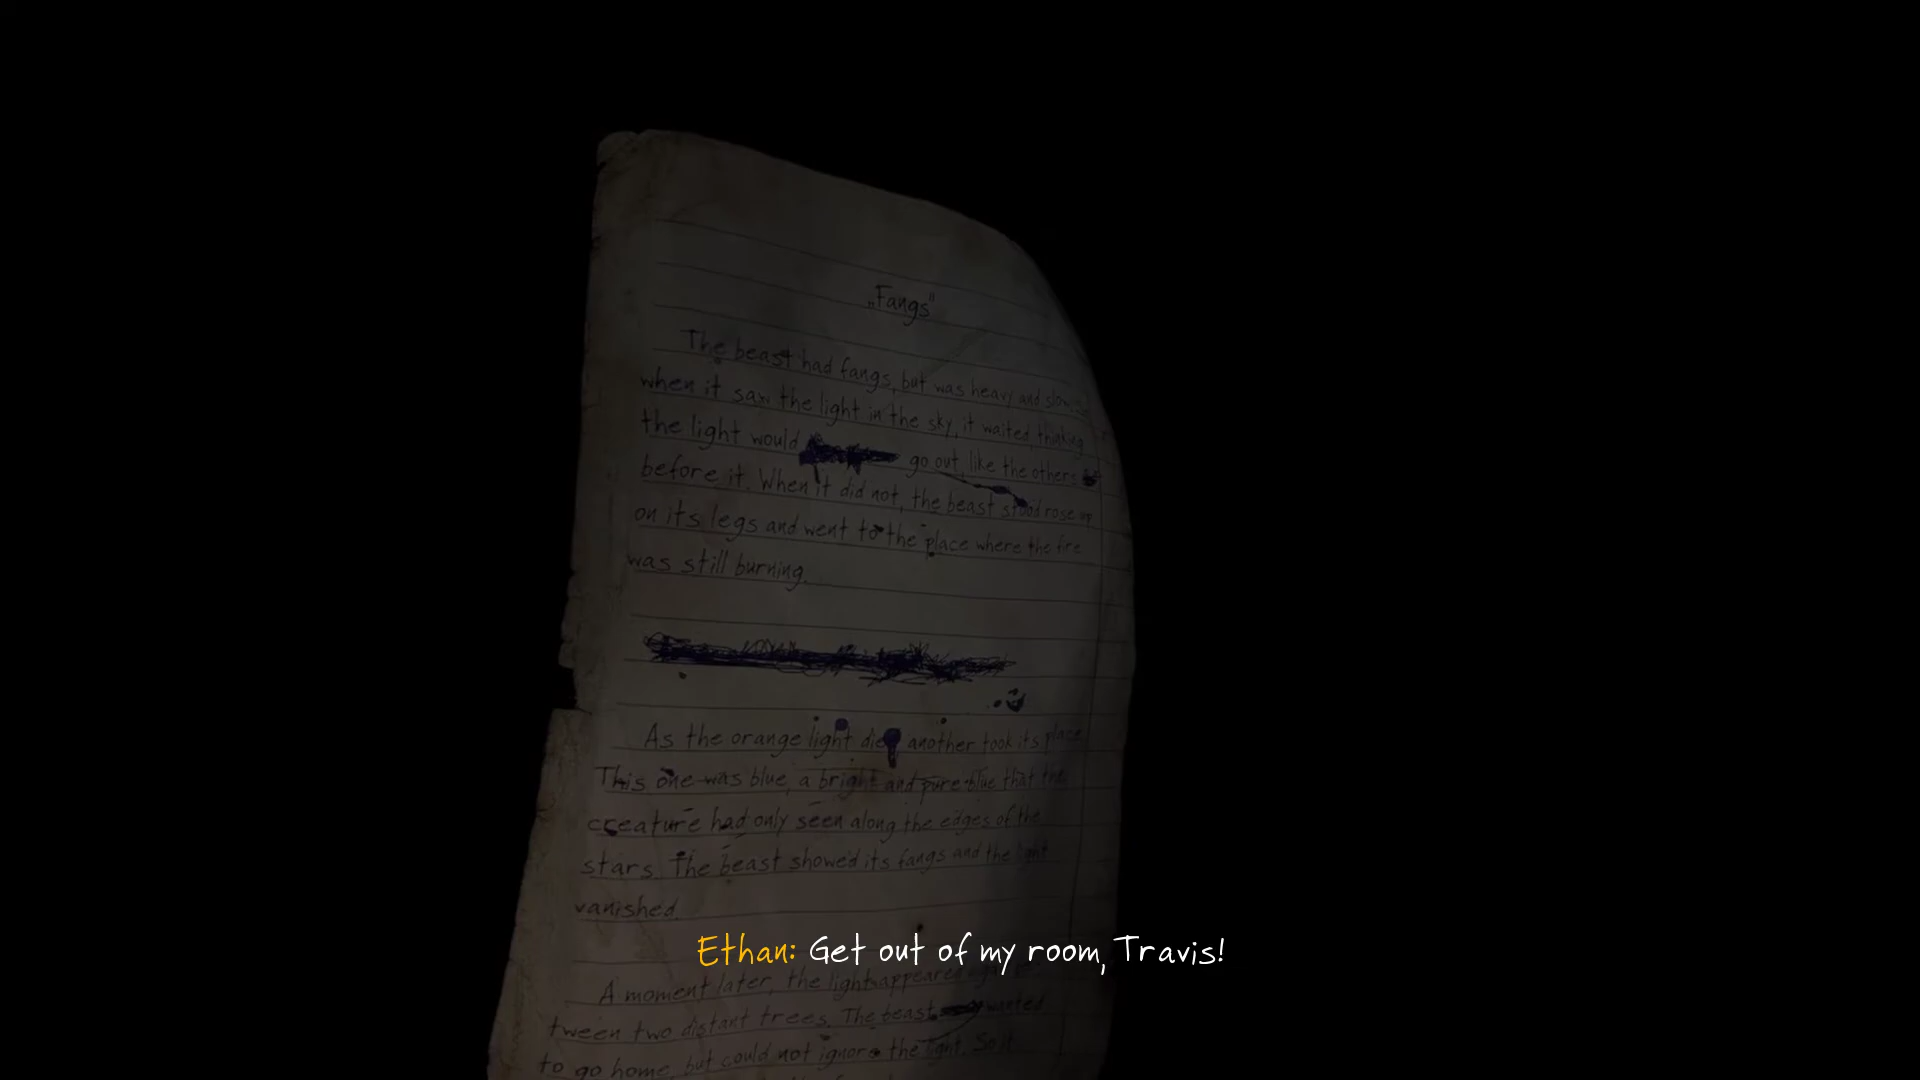 „Fangs"
The beast had fangs, but was heavy and slow.
when it saw the light in the sky, it waited, thinking
the light would go out, like the others
before it. When it did not, the beast stood rose up
on its legs and went to the place where the fire
was still burning.
As the orange light died another took its place.
This one was blue, a bright and pure blue that the
creature had only seen along the edges of the
stars. The beast showed its fangs and the light
vanished.
Ethan: Get out of my room, Travis!
A moment later, the light appeared
tween two distant trees. The beast wanted
to go home, but could not ignore the light. So it